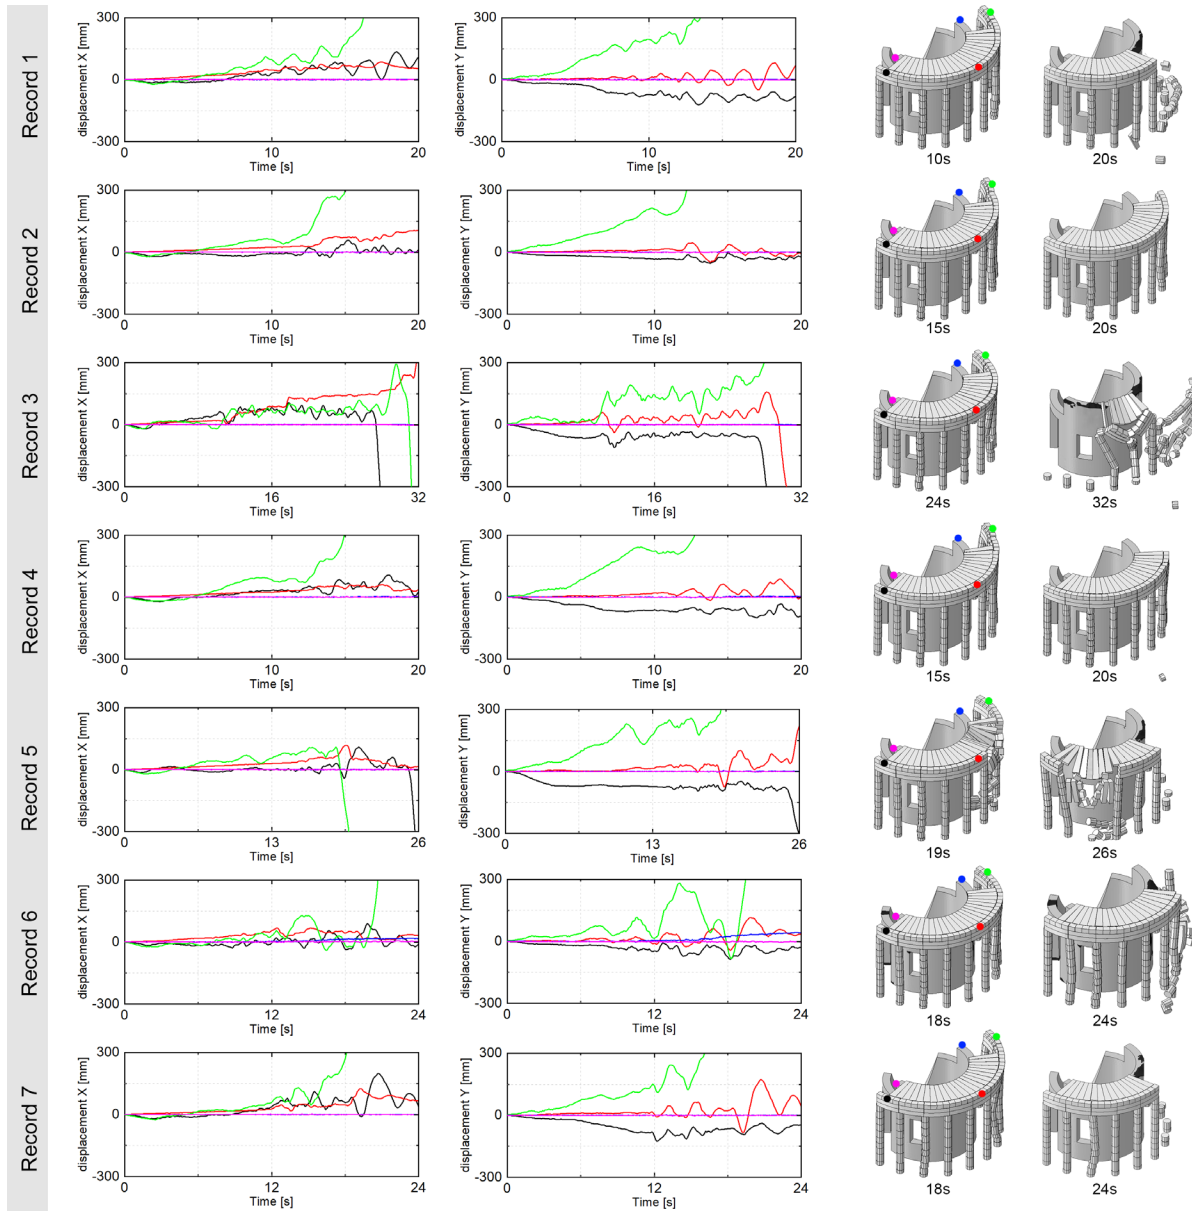 Record 1
300
0
-300
displacement X [mm]
0
10
20
Time [s]
300
0
-300
displacement Y [mm]
0
10
20
Time [s]
10s
20s
Record 2
300
0
-300
displacement X [mm]
0
10
20
Time [s]
300
0
-300
displacement Y [mm]
0
10
20
Time [s]
15s
20s
Record 3
300
0
-300
displacement X [mm]
0
16
32
Time [s]
300
0
-300
displacement Y [mm]
0
16
32
Time [s]
24s
32s
Record 4
300
0
-300
displacement X [mm]
0
10
20
Time [s]
300
0
-300
displacement Y [mm]
0
10
20
Time [s]
15s
20s
Record 5
300
0
-300
displacement X [mm]
0
13
26
Time [s]
300
0
-300
displacement Y [mm]
0
13
26
Time [s]
19s
26s
Record 6
300
0
-300
displacement X [mm]
0
12
24
Time [s]
300
0
-300
displacement Y [mm]
0
12
24
Time [s]
18s
24s
Record 7
300
0
-300
displacement X [mm]
0
12
24
Time [s]
300
0
-300
displacement Y [mm]
0
12
24
Time [s]
18s
24s